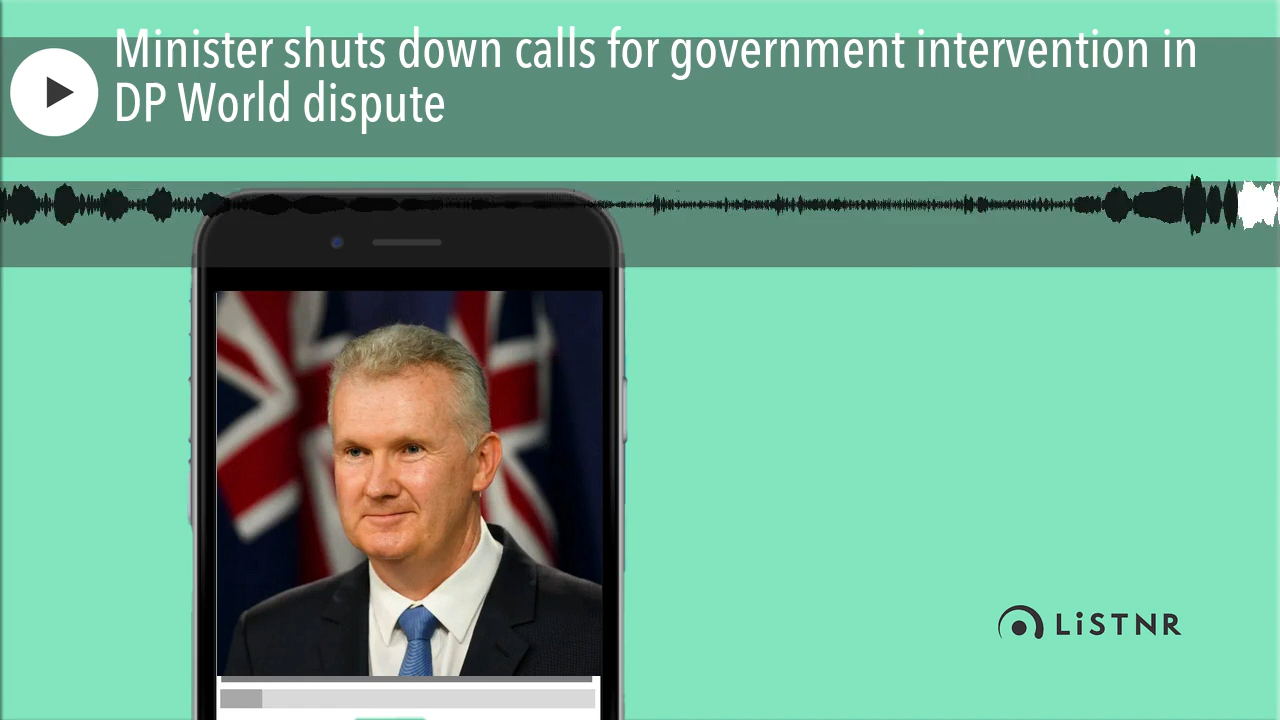 Minister shuts down calls for government intervention in
DP World dispute
LiSTNR